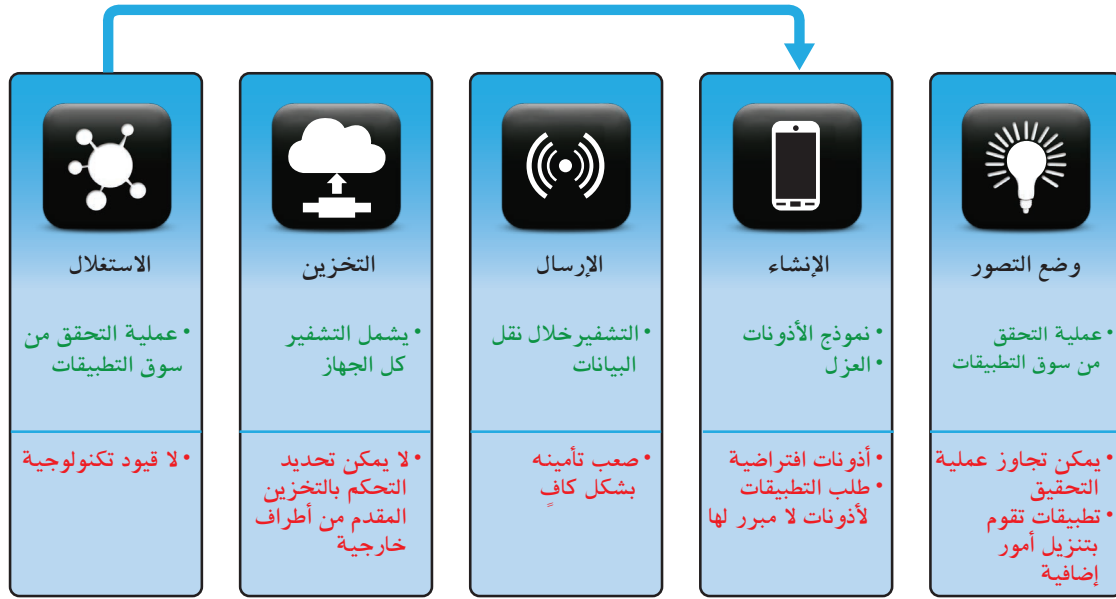 وضع التصور
• عملية التحقق
من سوق التطبيقات
• يمكن تجاوز عملية
التحقيق
• تطبيقات تقوم
بتنزيل أمور
إضافية
الإنشاء
• نموذج الأذونات
• العزل
• أذونات افتراضية
• طلب التطبيقات
لأذونات لا مبرر لها
الإرسال
• التشفيرخلال نقل
البيانات
• صعب تأمينه
بشكل كافٍ
التخزين
• يشمل التشفير
كل الجهاز
• لا يمكن تحديد
التحكم بالتخزين
المقدم من أطراف
خارجية
الاستغلال
• عملية التحقق من
سوق التطبيقات
• لا قيود تكنولوجية